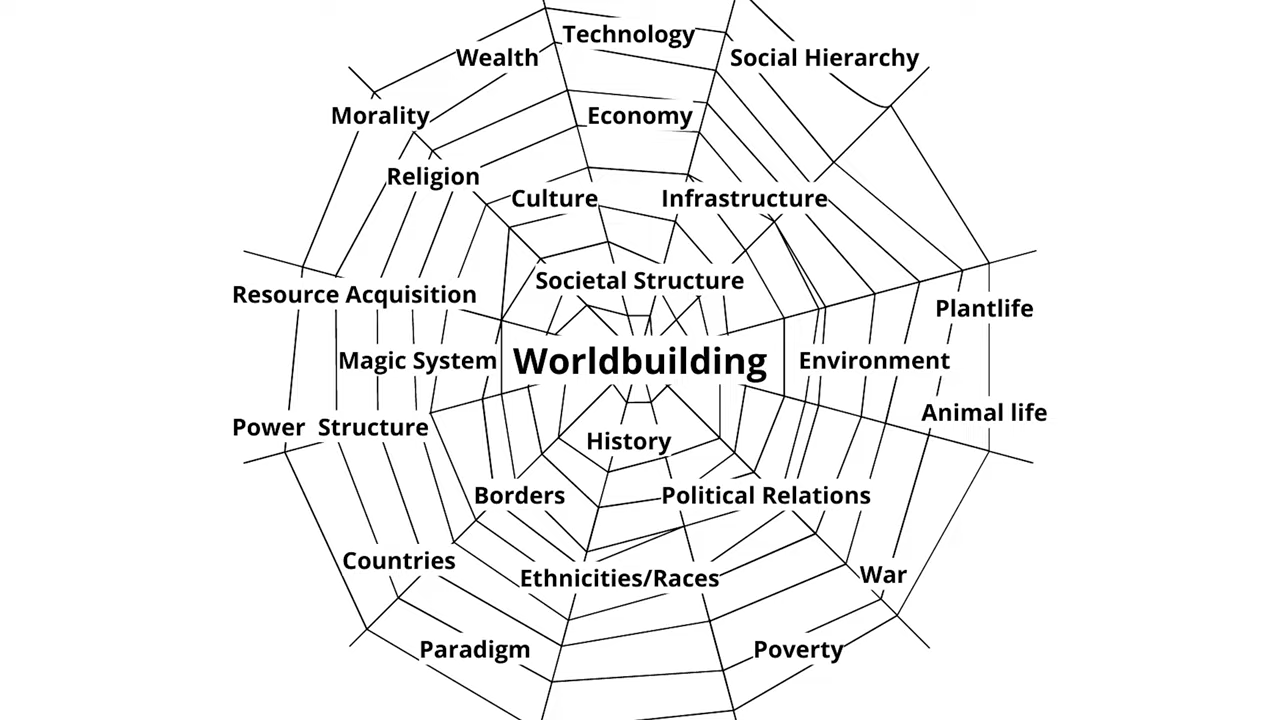 Technology
Wealth
Social Hierarchy
Morality
Economy
Religion
Culture
Infrastructure
Societal Structure
Resource Acquisition
Plantlife
Magic System
Worldbuilding
Environment
Animal life
Power  Structure
History
Borders
Political Relations
Countries
Ethnicities/Races
War
Paradigm
Poverty